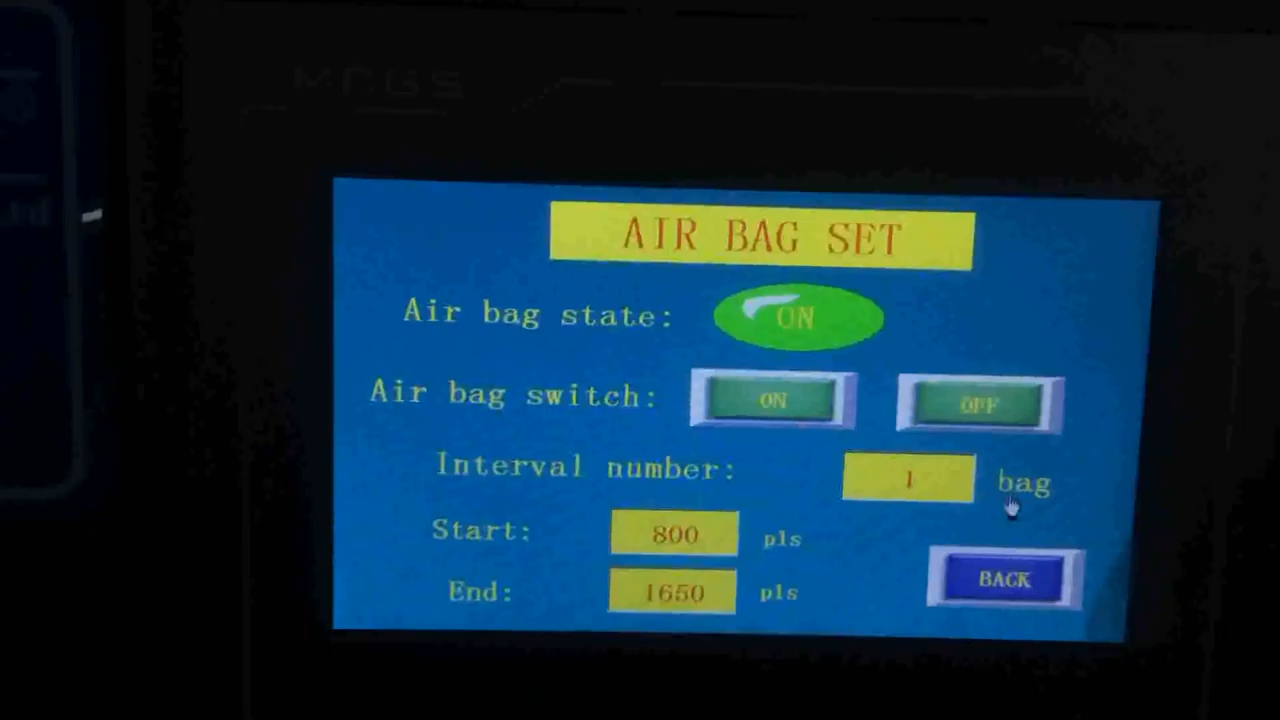 MCGS
AIR BAG SET
Air bag state: ON
Air bag switch: ON OFF
Interval number: 1 bag
Start: 800 pls
End: 1650 pls
BACK